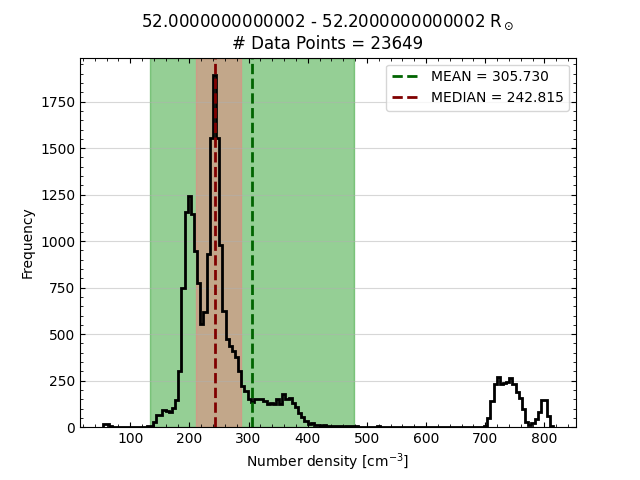 52.0000000000002 - 52.2000000000002 R⊙
# Data Points = 23649
MEAN = 305.730
MEDIAN = 242.815
1750
1500
1250
1000
750
500
250
0
Frequency
100 200 300 400 500 600 700 800
Number density [cm⁻³]